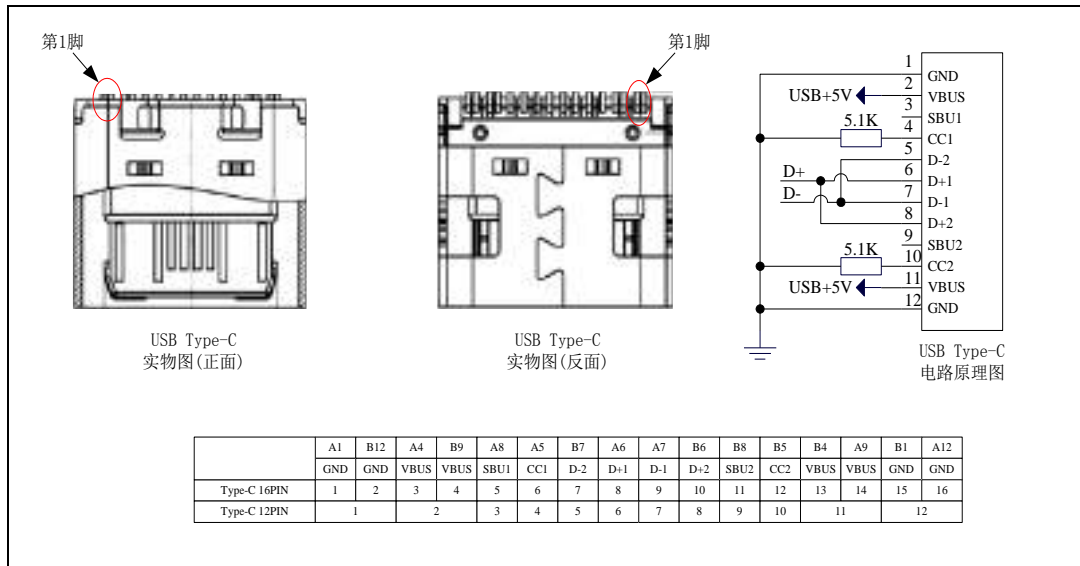 第1脚
第1脚
USB Type-C
实物图(正面)
USB Type-C
实物图(反面)
1
GND
2
USB+5V
VBUS
3
SBU1
5.1K
4
CC1
5
D-2
D+
6
D+1
D-
7
D-1
8
D+2
9
SBU2
5.1K
10
CC2
11
USB+5V
VBUS
12
GND
USB Type-C
电路原理图
A1 B12 A4 B9 A8 A5 B7 A6 A7 B6 B8 B5 B4 A9 B1 A12
GND GND VBUS VBUS SBU1 CC1 D-2 D+1 D-1 D+2 SBU2 CC2 VBUS VBUS GND GND
Type-C 16PIN 1 2 3 4 5 6 7 8 9 10 11 12 13 14 15 16
Type-C 12PIN 1 2 3 4 5 6 7 8 9 10 11 12